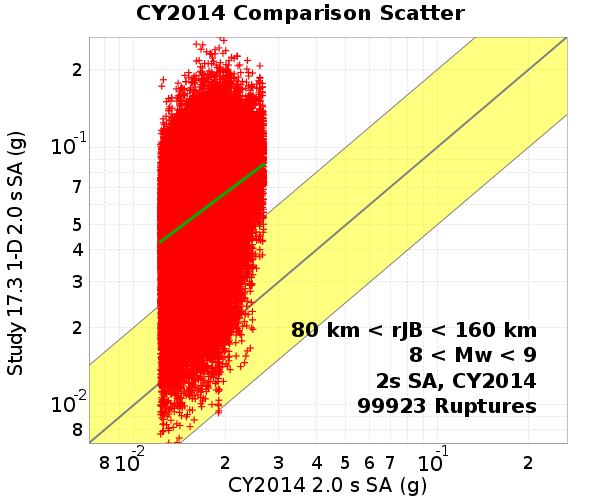 CY2014 Comparison Scatter
Study 17.3 1-D 2.0 s SA (g)
2
10-1
7
5
4
3
2
10-2
8
80 km < rJB < 160 km
8 < Mw < 9
2s SA, CY2014
99923 Ruptures
8 10-2 2 3 4 5 6 7 10-1 2
CY2014 2.0 s SA (g)